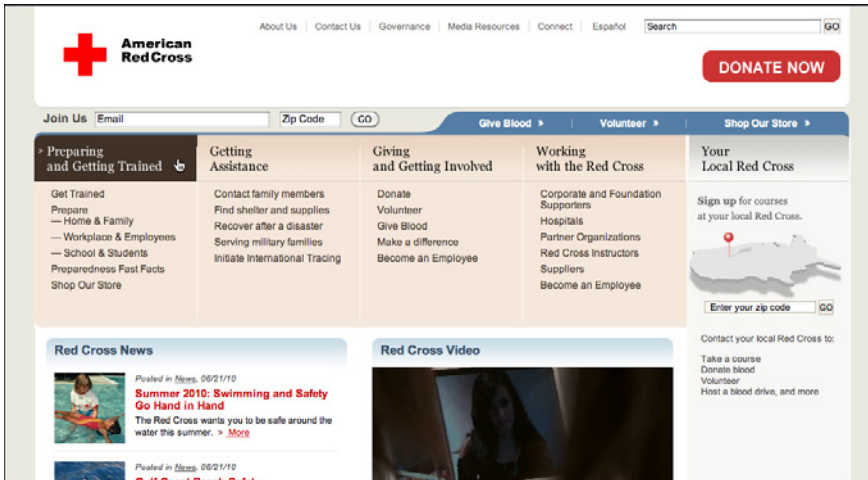 About Us
Contact Us
Governance
Media Resources
Connect
Español
Search
GO
American
Red Cross
DONATE NOW
Join Us
Email
Zip Code
GO
Give Blood »
Volunteer »
Shop Our Store »
> Preparing
and Getting Trained
Getting
Assistance
Giving
and Getting Involved
Working
with the Red Cross
Your
Local Red Cross
Get Trained
Prepare
— Home & Family
— Workplace & Employees
— School & Students
Preparedness Fast Facts
Shop Our Store
Contact family members
Find shelter and supplies
Recover after a disaster
Serving military families
Initiate International Tracing
Donate
Volunteer
Give Blood
Make a difference
Become an Employee
Corporate and Foundation
Supporters
Hospitals
Partner Organizations
Red Cross Instructors
Suppliers
Become an Employee
Sign up for courses
at your local Red Cross.
Enter your zip code
GO
Contact your local Red Cross to:
Take a course
Donate blood
Volunteer
Host a blood drive, and more
Red Cross News
Posted in News, 06/21/10
Summer 2010: Swimming and Safety
Go Hand in Hand
The Red Cross wants you to be safe around the
water this summer. > More
Posted in News, 06/21/10
Gulf Coast Beach Safety
Red Cross Video